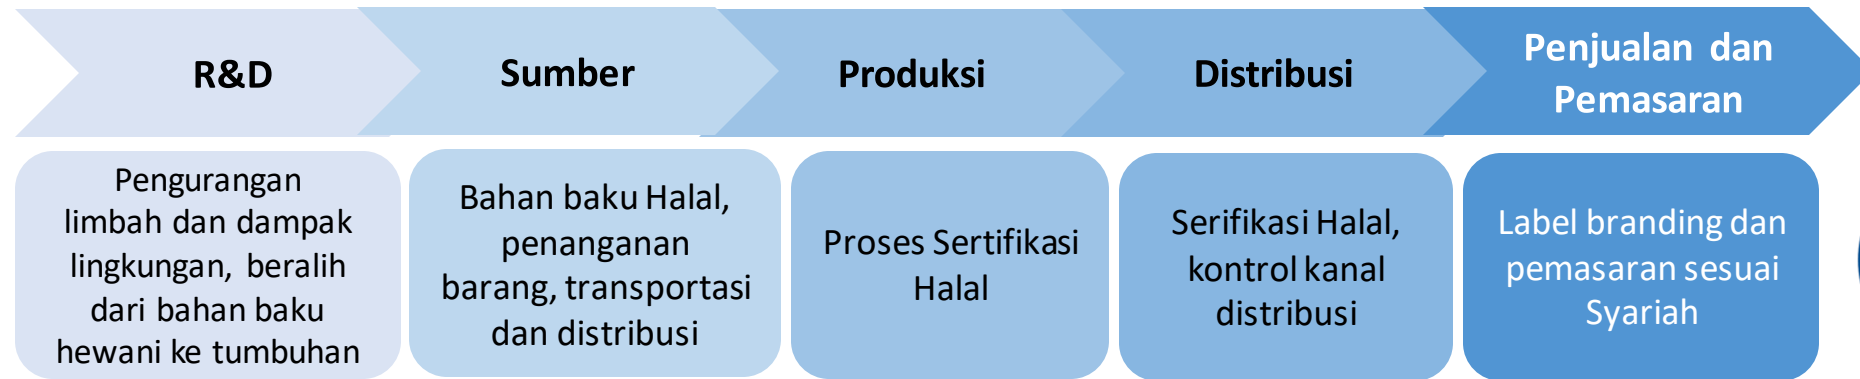 R&D
Sumber
Produksi
Distribusi
Penjualan dan
Pemasaran
Pengurangan
limbah dan dampak
lingkungan, beralih
dari bahan baku
hewani ke tumbuhan
Bahan baku Halal,
penanganan
barang, transportasi
dan distribusi
Proses Sertifikasi
Halal
Serifikasi Halal,
kontrol kanal
distribusi
Label branding dan
pemasaran sesuai
Syariah